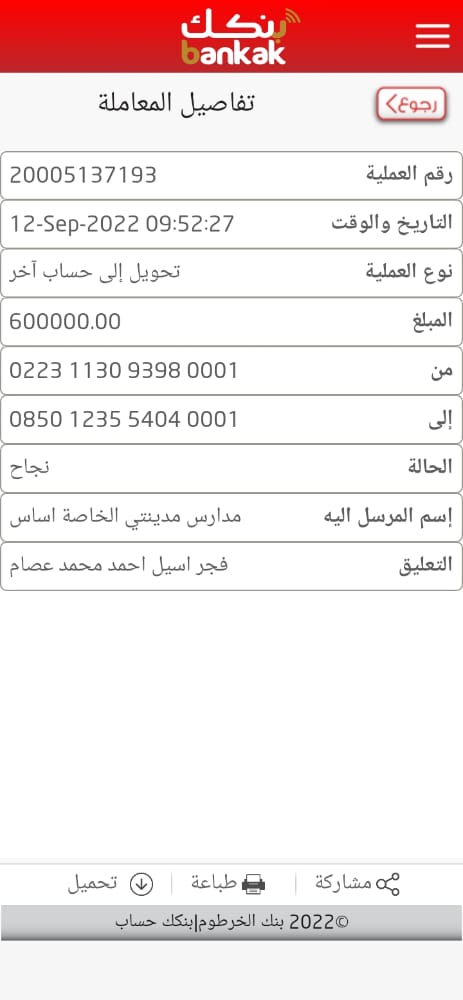 بنكك
bankak
رجوع
تفاصيل المعاملة
رقم العملية 20005137193
التاريخ والوقت 12-Sep-2022 09:52:27
نوع العملية تحويل إلى حساب آخر
المبلغ 600000.00
من 0223 1130 9398 0001
إلى 0850 1235 5404 0001
الحالة نجاح
إسم المرسل اليه مدارس مدينتي الخاصة اساس
التعليق فجر اسيل احمد محمد عصام
مشاركة طباعة تحميل
©2022 بنك الخرطوم|بنكك حساب